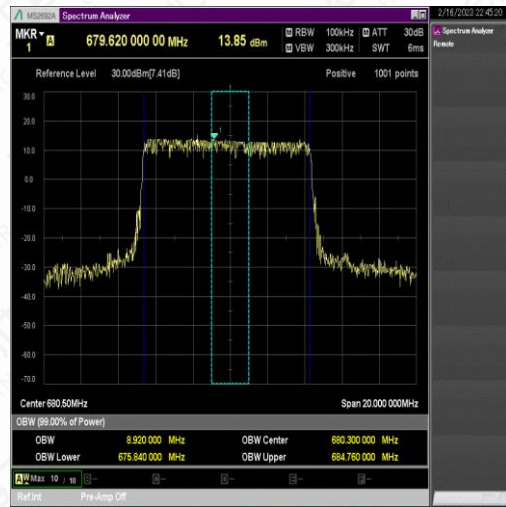 MS2692A Spectrum Analyzer
2/16/2023 22:45:20
MKR 1 A 679.620 000 00 MHz 13.85 dBm
M RBW 100kHz M ATT 30dB
M VBW 300kHz SWT 6ms
Spectrum Analyzer
Remote
Reference Level 30.00dBm[7.41dB] Positive 1001 points
30.0
20.0
1
10.0
0.0
-10.0
-20.0
-30.0
-40.0
-50.0
-60.0
-70.0
Center 680.50MHz Span 20.000 000MHz
OBW (99.00% of Power)
OBW 8.920 000 MHz OBW Center 680.300 000 MHz
OBW Lower 675.840 000 MHz OBW Upper 684.760 000 MHz
A W Max 10 / 10
Ref.Int Pre-Amp Off